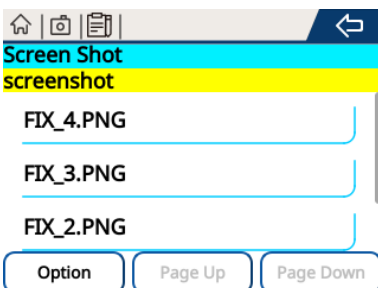 Screen Shot
screenshot
FIX_4.PNG
FIX_3.PNG
FIX_2.PNG
Option
Page Up
Page Down